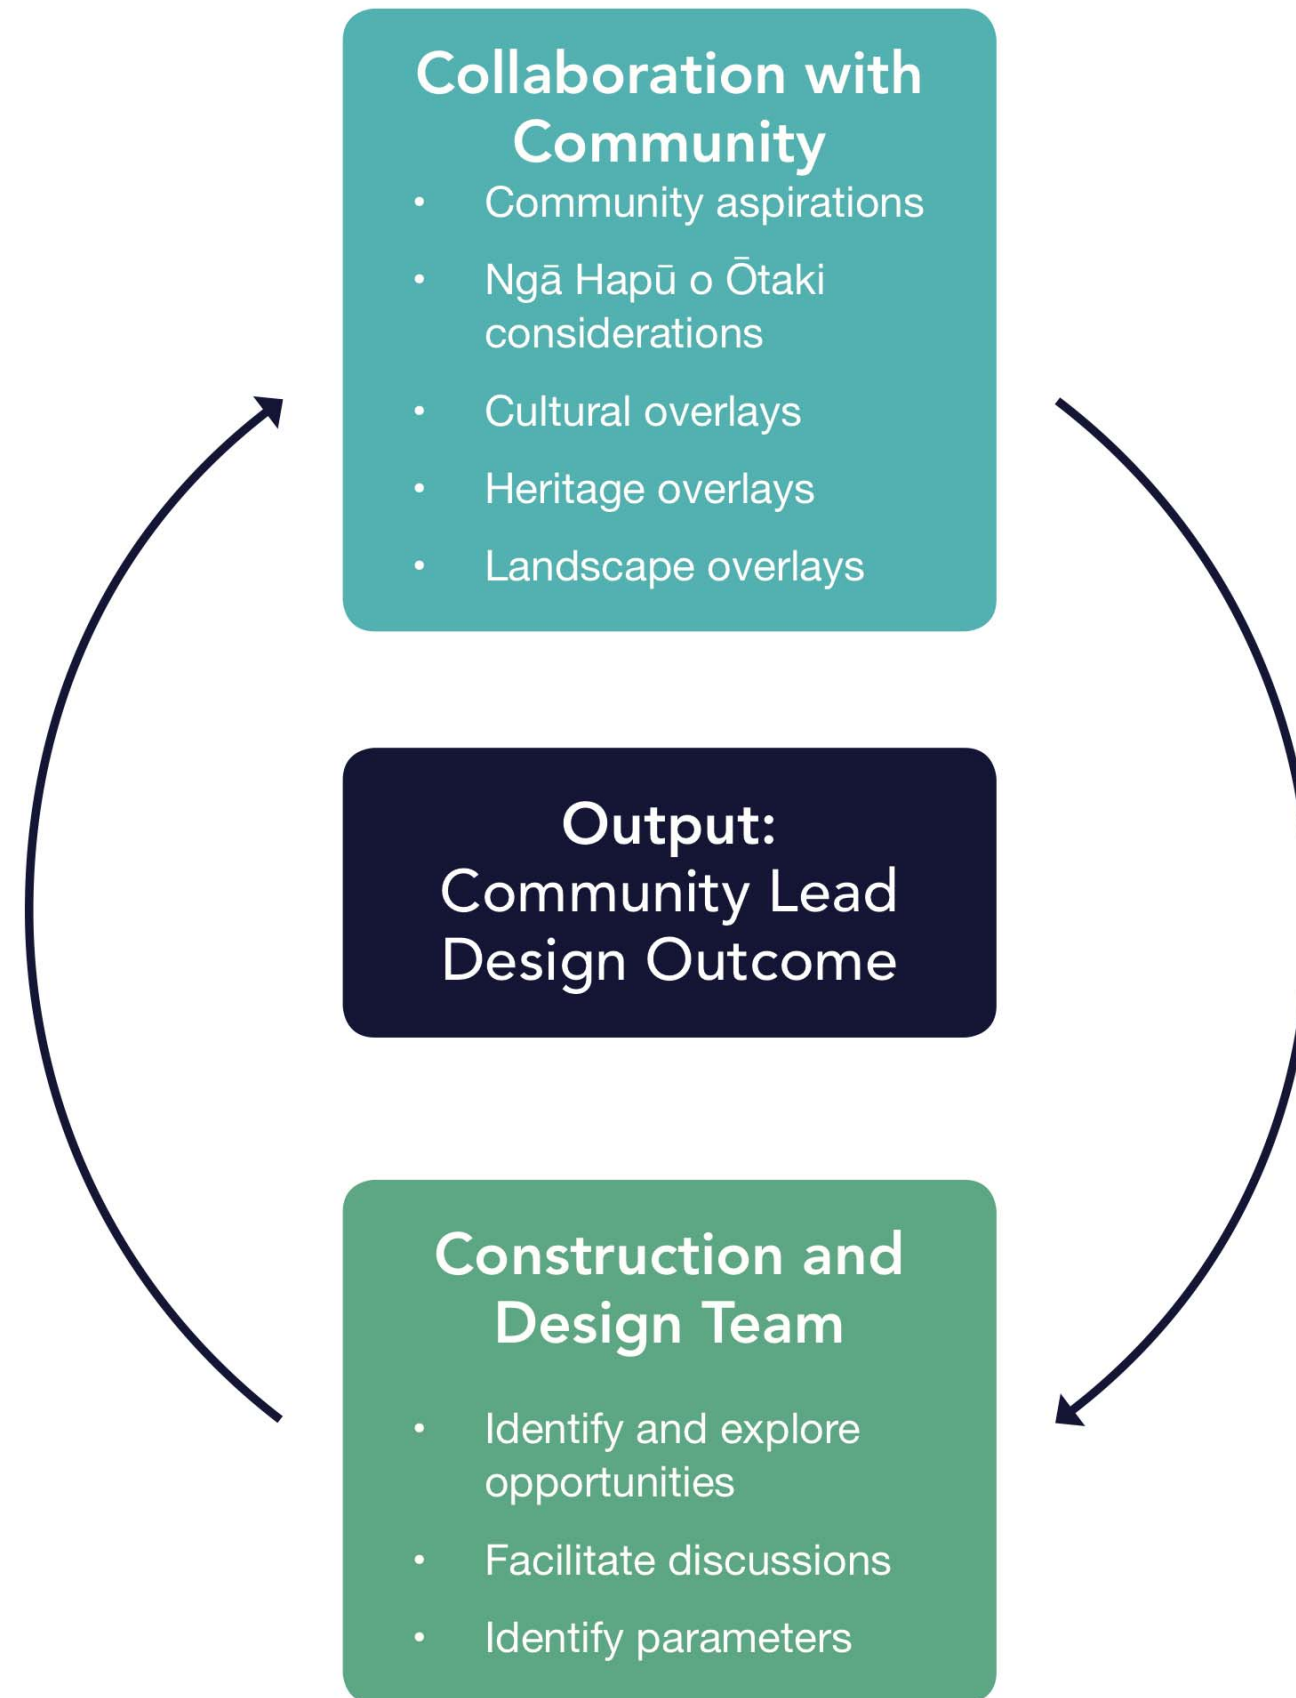 Collaboration with
Community
• Community aspirations
• Ngā Hapū o Ōtaki
considerations
• Cultural overlays
• Heritage overlays
• Landscape overlays
Output:
Community Lead
Design Outcome
Construction and
Design Team
• Identify and explore
opportunities
• Facilitate discussions
• Identify parameters